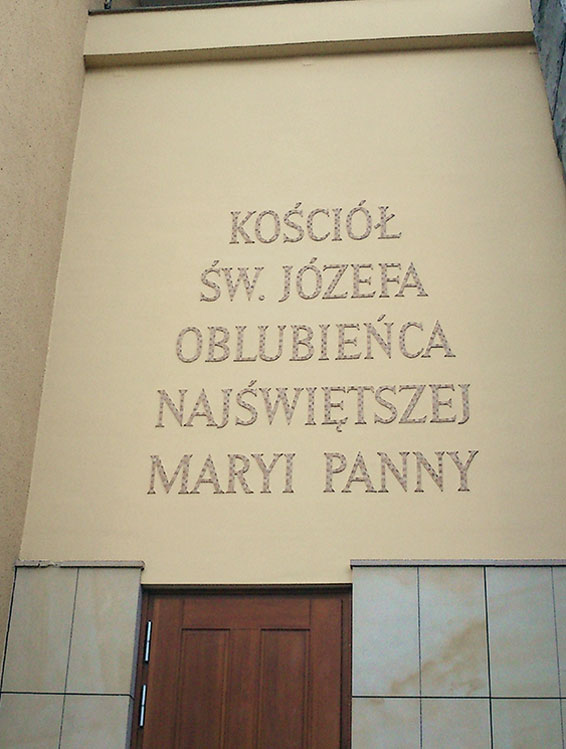 KOŚCIÓŁ
ŚW. JÓZEFA
OBLUBIEŃCA
NAJŚWIĘTSZEJ
MARYI PANNY